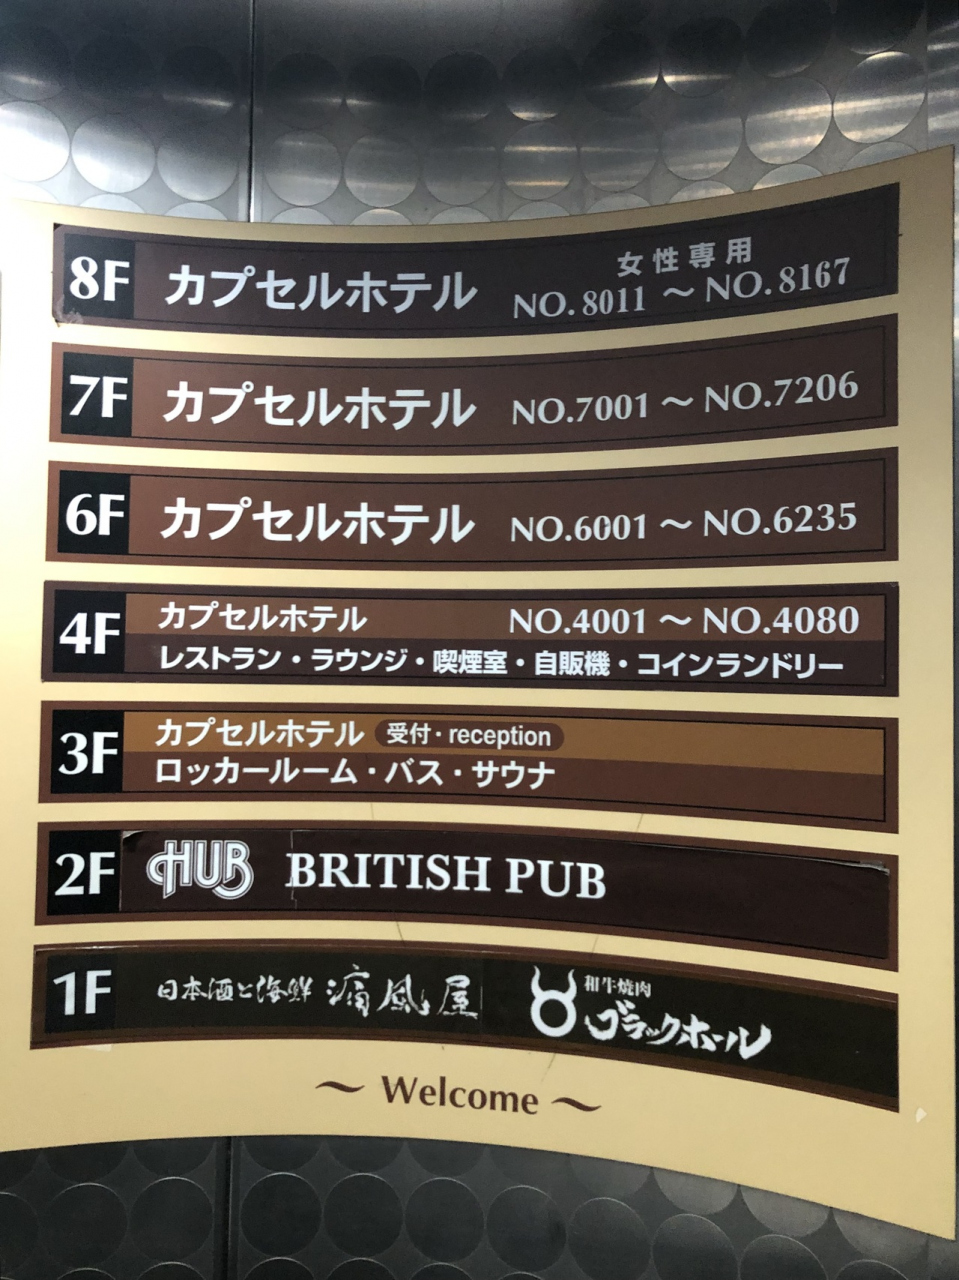 8F カプセルホテル 女性専用 NO.8011 ～ NO.8167
7F カプセルホテル NO.7001 ～ NO.7206
6F カプセルホテル NO.6001 ～ NO.6235
4F カプセルホテル NO.4001 ～ NO.4080
レストラン・ラウンジ・喫煙室・自販機・コインランドリー
3F カプセルホテル 受付・reception
ロッカールーム・バス・サウナ
2F HUB BRITISH PUB
1F 日本酒と海鮮 痛風屋 和牛焼肉 ブラックホール
～ Welcome ～